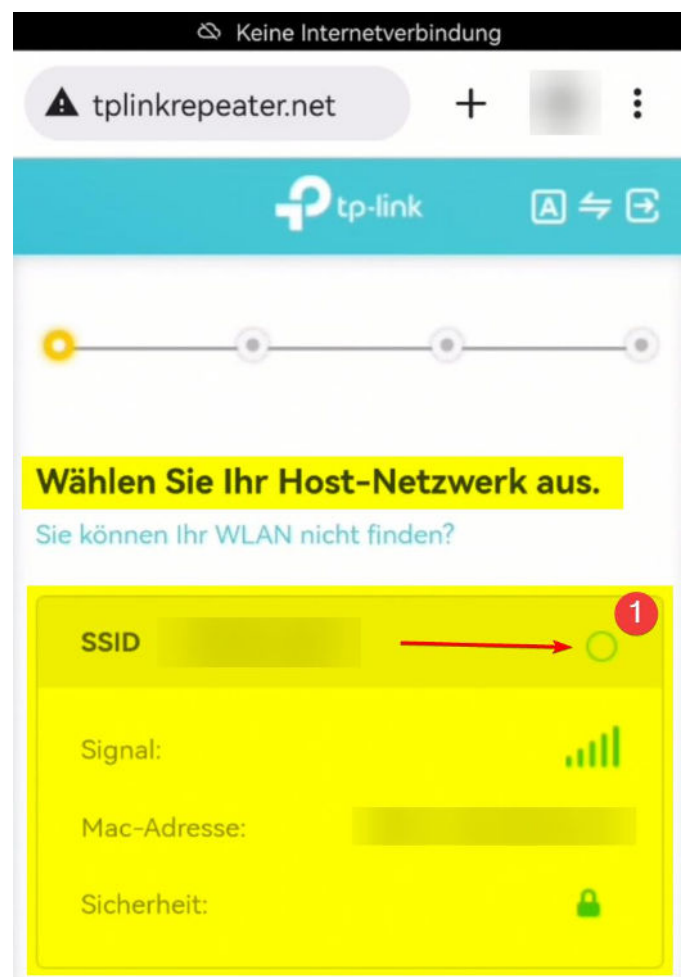 Keine Internetverbindung
tplinkrepeater.net
tp-link
A
Wählen Sie Ihr Host-Netzwerk aus.
Sie können Ihr WLAN nicht finden?
1
SSID
Signal:
Mac-Adresse:
Sicherheit: